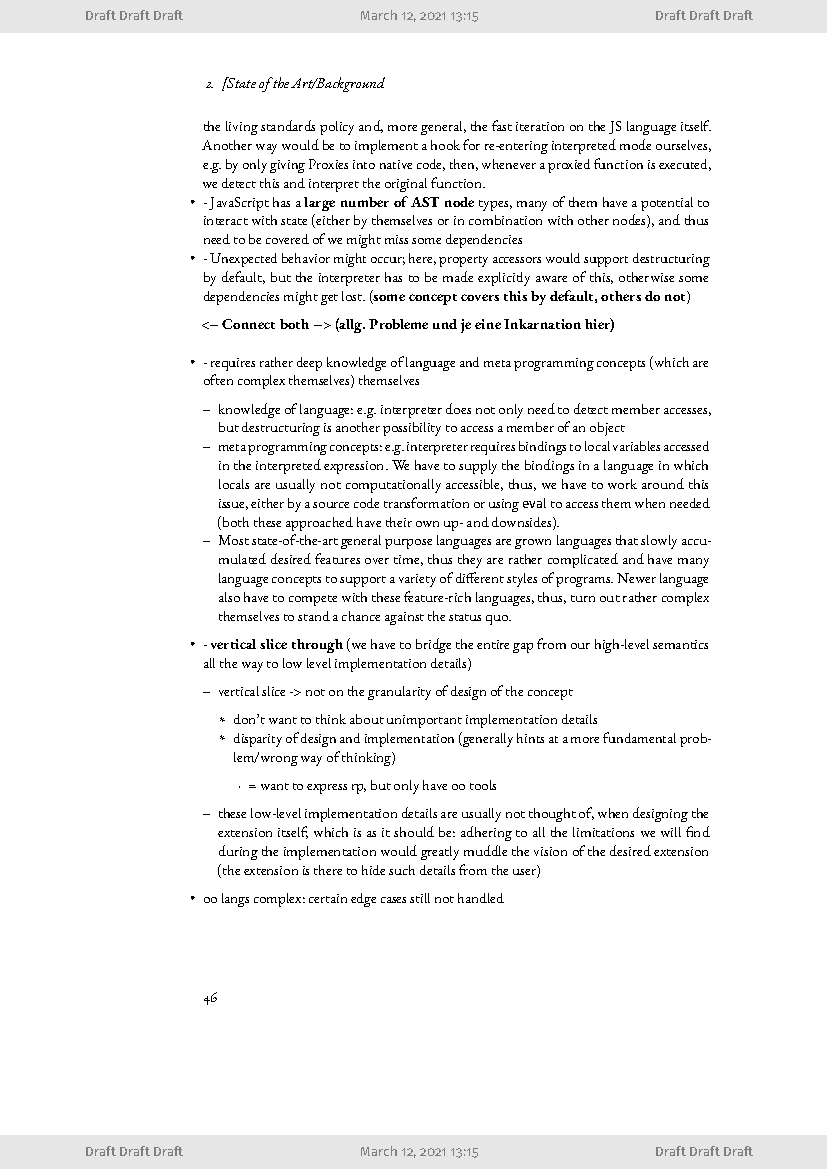 Draft Draft Draft March 12, 2021 13:15 Draft Draft Draft
2. [State of the Art/Background
the living standards policy and, more general, the fast iteration on the JS language itself.
Another way would be to implement a hook for re-entering interpreted mode ourselves,
e.g. by only giving Proxies into native code, then, whenever a proxied function is executed,
we detect this and interpret the original function.
• - JavaScript has a large number of AST node types, many of them have a potential to
interact with state (either by themselves or in combination with other nodes), and thus
need to be covered of we might miss some dependencies
• - Unexpected behavior might occur; here, property accessors would support destructuring
by default, but the interpreter has to be made explicitly aware of this, otherwise some
dependencies might get lost. (some concept covers this by default, others do not)
<– Connect both –> (allg. Probleme und je eine Inkarnation hier)
• - requires rather deep knowledge of language and meta programming concepts (which are
often complex themselves) themselves
– knowledge of language: e.g. interpreter does not only need to detect member accesses,
but destructuring is another possibility to access a member of an object
– meta programming concepts: e.g. interpreter requires bindings to local variables accessed
in the interpreted expression. We have to supply the bindings in a language in which
locals are usually not computationally accessible, thus, we have to work around this
issue, either by a source code transformation or using eval to access them when needed
(both these approached have their own up- and downsides).
– Most state-of-the-art general purpose languages are grown languages that slowly accu-
mulated desired features over time, thus they are rather complicated and have many
language concepts to support a variety of different styles of programs. Newer language
also have to compete with these feature-rich languages, thus, turn out rather complex
themselves to stand a chance against the status quo.
• - vertical slice through (we have to bridge the entire gap from our high-level semantics
all the way to low level implementation details)
– vertical slice -> not on the granularity of design of the concept
* don't want to think about unimportant implementation details
* disparity of design and implementation (generally hints at a more fundamental prob-
lem/wrong way of thinking)
· = want to express rp, but only have oo tools
– these low-level implementation details are usually not thought of, when designing the
extension itself; which is as it should be: adhering to all the limitations we will find
during the implementation would greatly muddle the vision of the desired extension
(the extension is there to hide such details from the user)
• oo langs complex: certain edge cases still not handled
46
Draft Draft Draft March 12, 2021 13:15 Draft Draft Draft